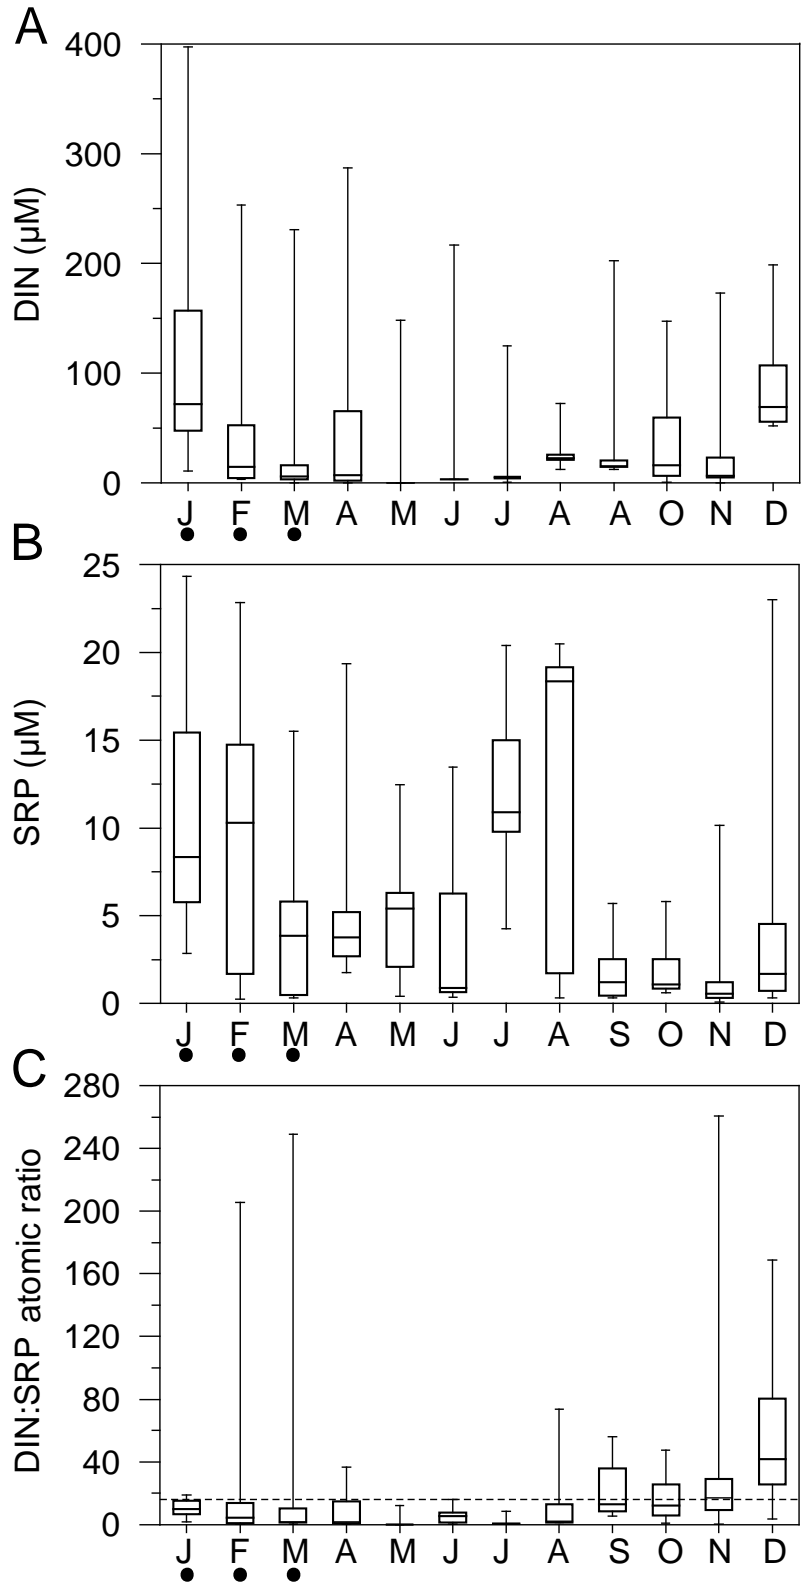 A
400
300
200
100
0
DIN (µM)
J F M A M J J A A O N D
B
25
20
15
10
5
0
SRP (µM)
J F M A M J J A S O N D
C
280
240
200
160
120
80
40
0
DIN:SRP atomic ratio
J F M A M J J A S O N D